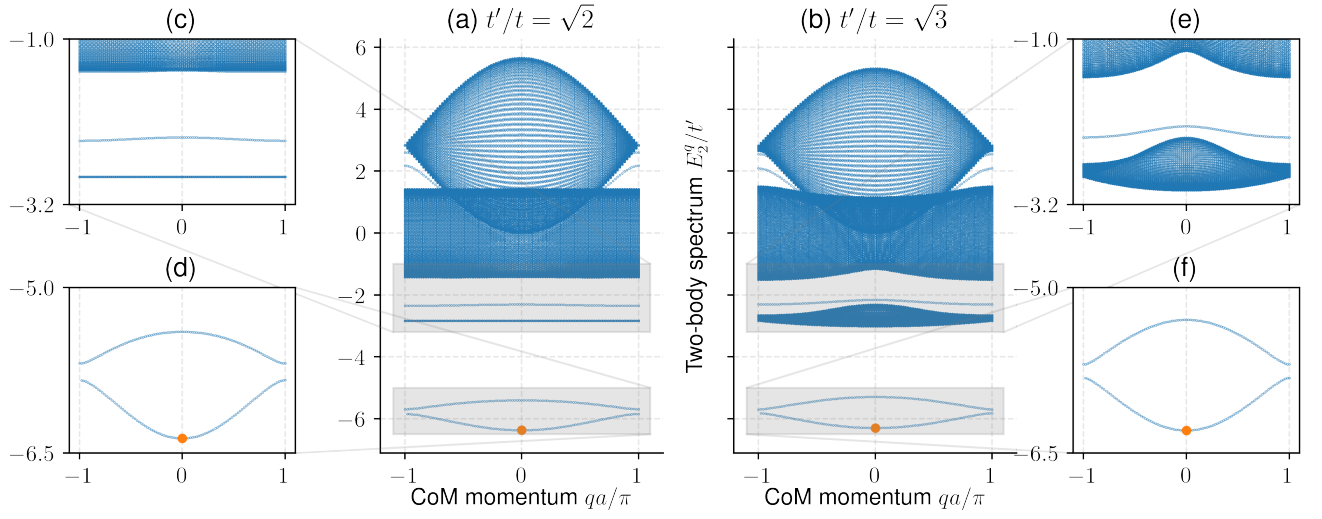 (c)
−1.0
−3.2
−1 0 1
(d)
−5.0
−6.5
−1 0 1
(a) t′/t = √2
6
4
2
0
−2
−4
−6
−1 0 1
CoM momentum qa/π
(b) t′/t = √3
Two-body spectrum E₂^q/t′
−1 0 1
CoM momentum qa/π
(e)
−1.0
−3.2
−1 0 1
(f)
−5.0
−6.5
−1 0 1